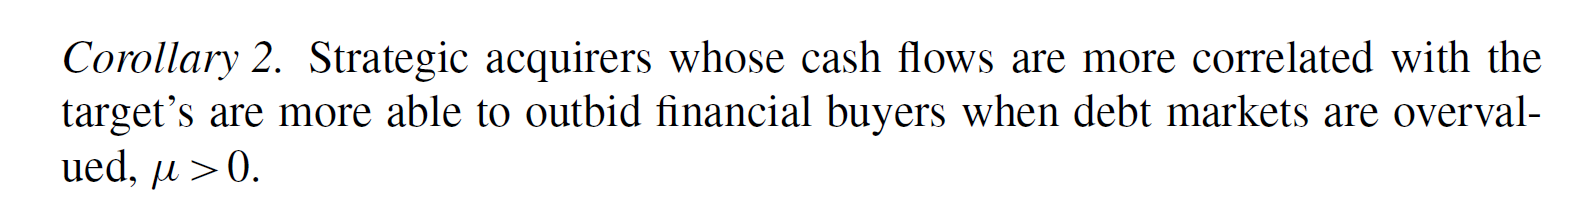 Corollary 2. Strategic acquirers whose cash flows are more correlated with the
target’s are more able to outbid financial buyers when debt markets are overval-
ued, μ > 0.